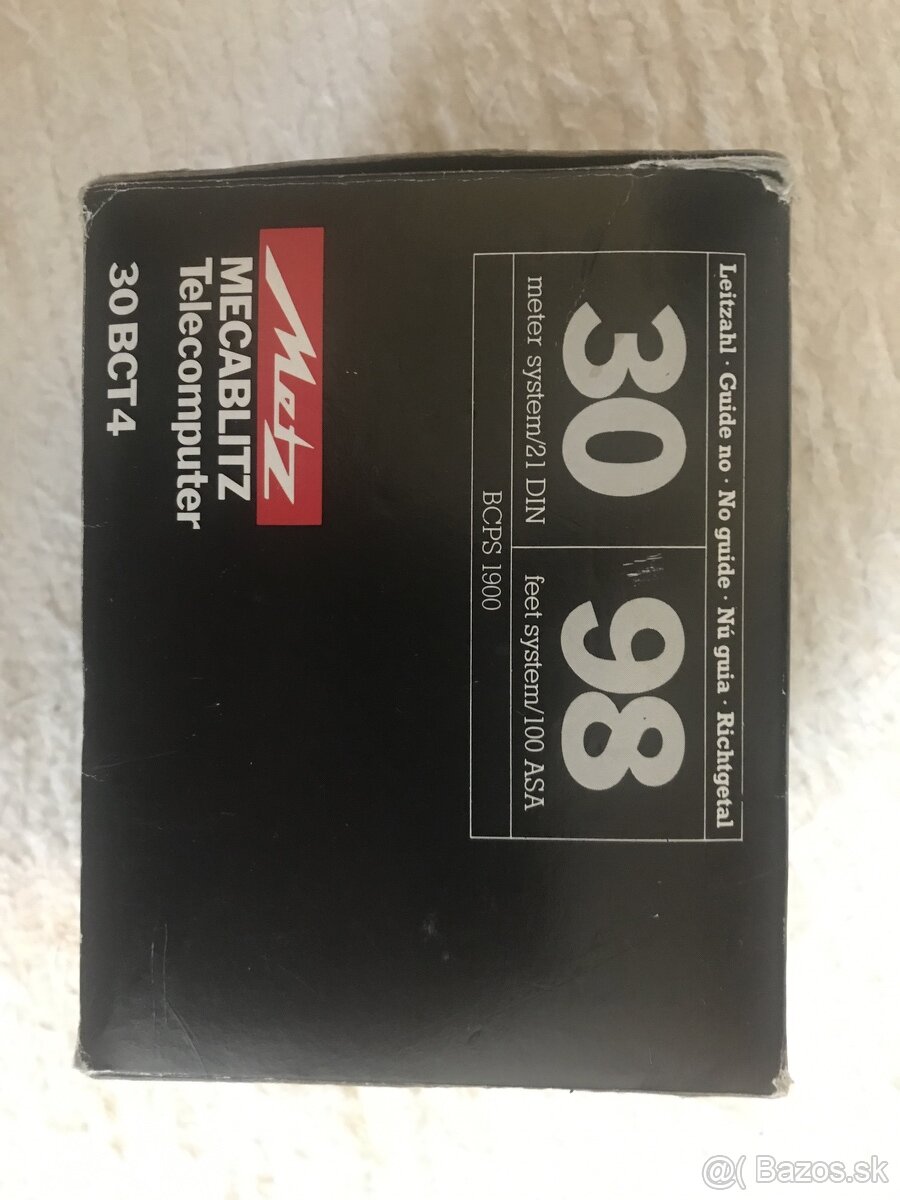 Leitzahl · Guide no · No guide · Nú guia · Richtgetal
30
98
meter system/21 DIN
feet system/100 ASA
BCPS 1900
Metz
MECABLITZ
Telecomputer
30 BCT 4
@( Bazos.sk